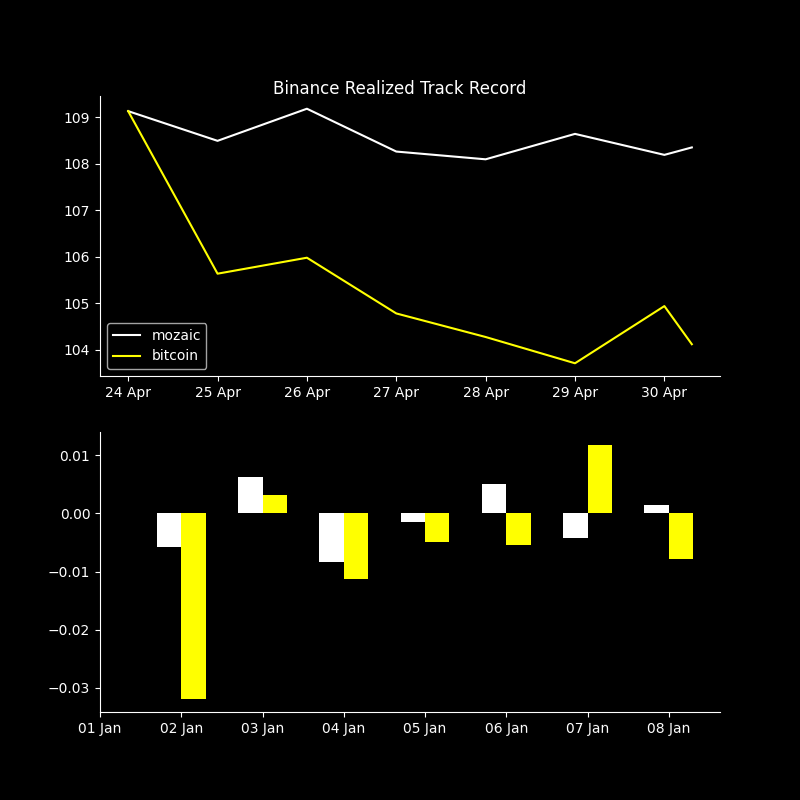 Binance Realized Track Record
109
108
107
106
105
104
mozaic
bitcoin
24 Apr 25 Apr 26 Apr 27 Apr 28 Apr 29 Apr 30 Apr
0.01
0.00
−0.01
−0.02
−0.03
01 Jan 02 Jan 03 Jan 04 Jan 05 Jan 06 Jan 07 Jan 08 Jan